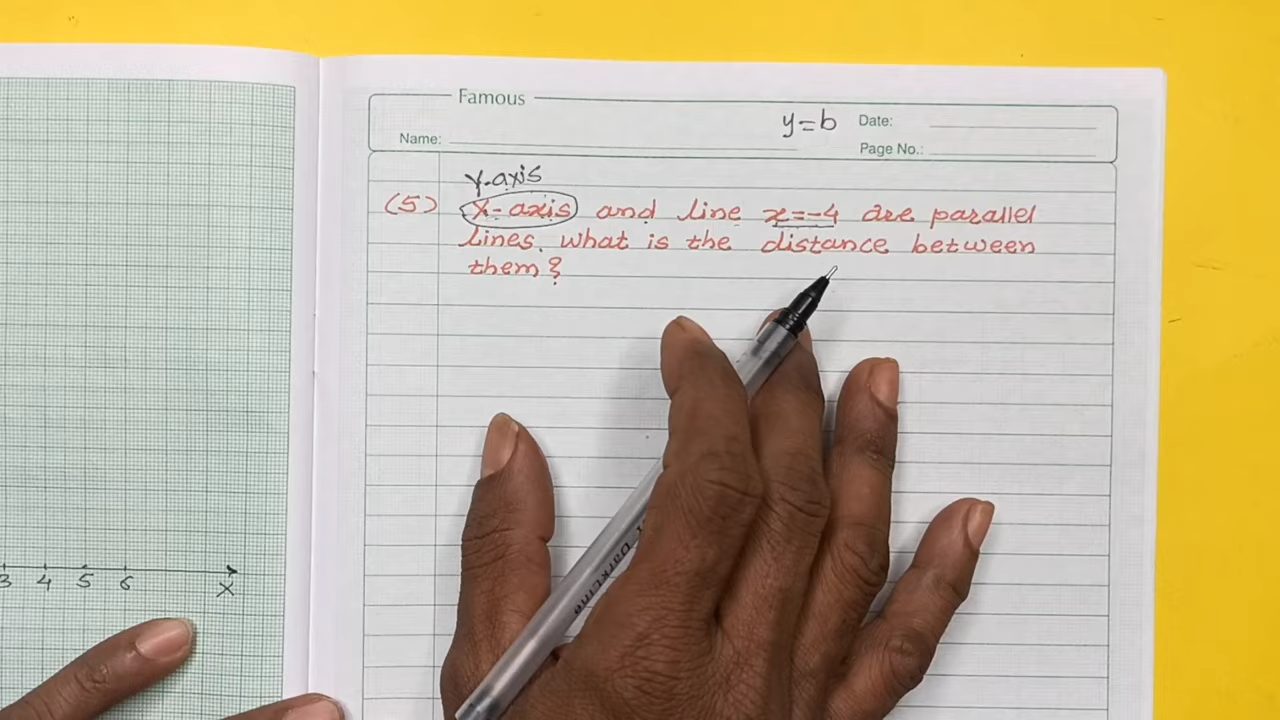 Famous
y=b
Date:
Name:
Page No.:
Y-axis
(5) X-axis and line x=-4 are parallel
lines. what is the distance between
them?
3 4 5 6 X